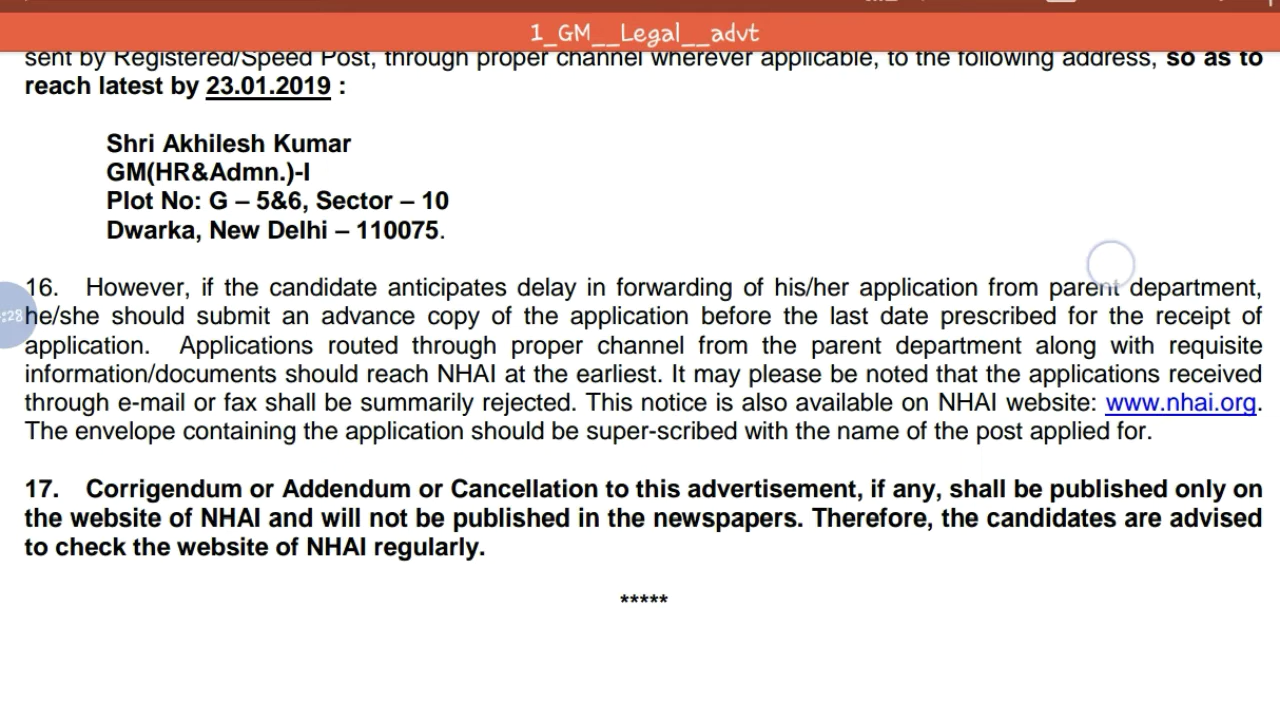 1_GM__Legal__advt
sent by Registered/Speed Post, through proper channel wherever applicable, to the following address, so as to
reach latest by 23.01.2019 :
Shri Akhilesh Kumar
GM(HR&Admn.)-I
Plot No: G – 5&6, Sector – 10
Dwarka, New Delhi – 110075.
16. However, if the candidate anticipates delay in forwarding of his/her application from parent department,
:28 he/she should submit an advance copy of the application before the last date prescribed for the receipt of
application. Applications routed through proper channel from the parent department along with requisite
information/documents should reach NHAI at the earliest. It may please be noted that the applications received
through e-mail or fax shall be summarily rejected. This notice is also available on NHAI website: www.nhai.org.
The envelope containing the application should be super-scribed with the name of the post applied for.
17. Corrigendum or Addendum or Cancellation to this advertisement, if any, shall be published only on
the website of NHAI and will not be published in the newspapers. Therefore, the candidates are advised
to check the website of NHAI regularly.
*****